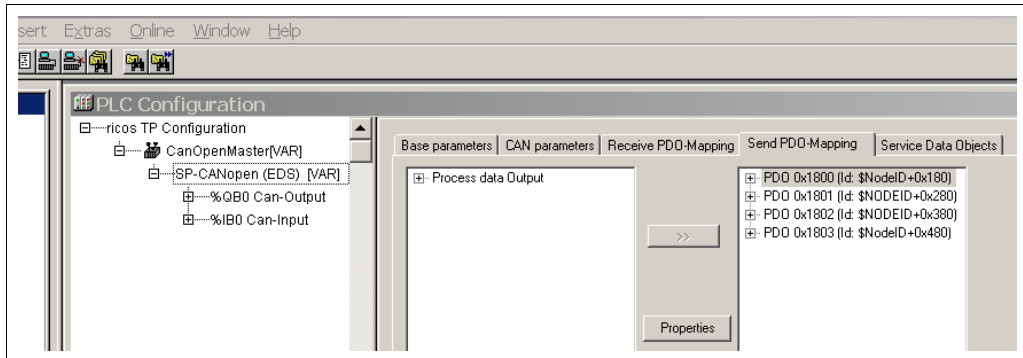 sert Extras Online Window Help
PLC Configuration
ricos TP Configuration
CanOpenMaster[VAR]
SP-CANopen (EDS) [VAR]
%QB0 Can-Output
%IB0 Can-Input
Base parameters CAN parameters Receive PDO-Mapping Send PDO-Mapping Service Data Objects
Process data Output
>>
Properties
PDO 0x1800 (Id: $NodeID+0x180)
PDO 0x1801 (Id: $NODEID+0x280)
PDO 0x1802 (Id: $NODEID+0x380)
PDO 0x1803 (Id: $NodeID+0x480)